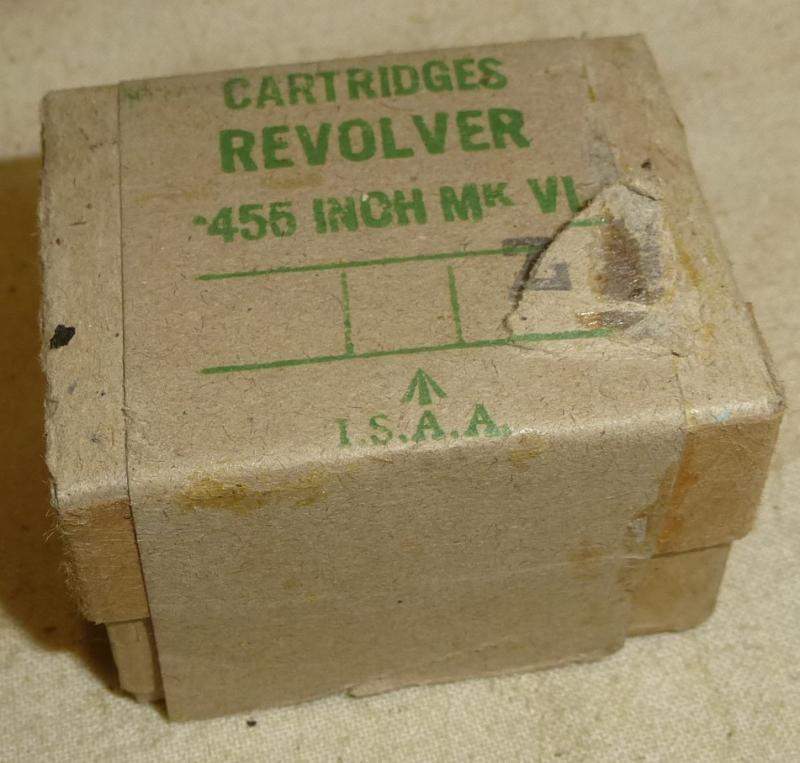 CARTRIDGES
REVOLVER
·455 INCH MK VI
I.S.A.A.